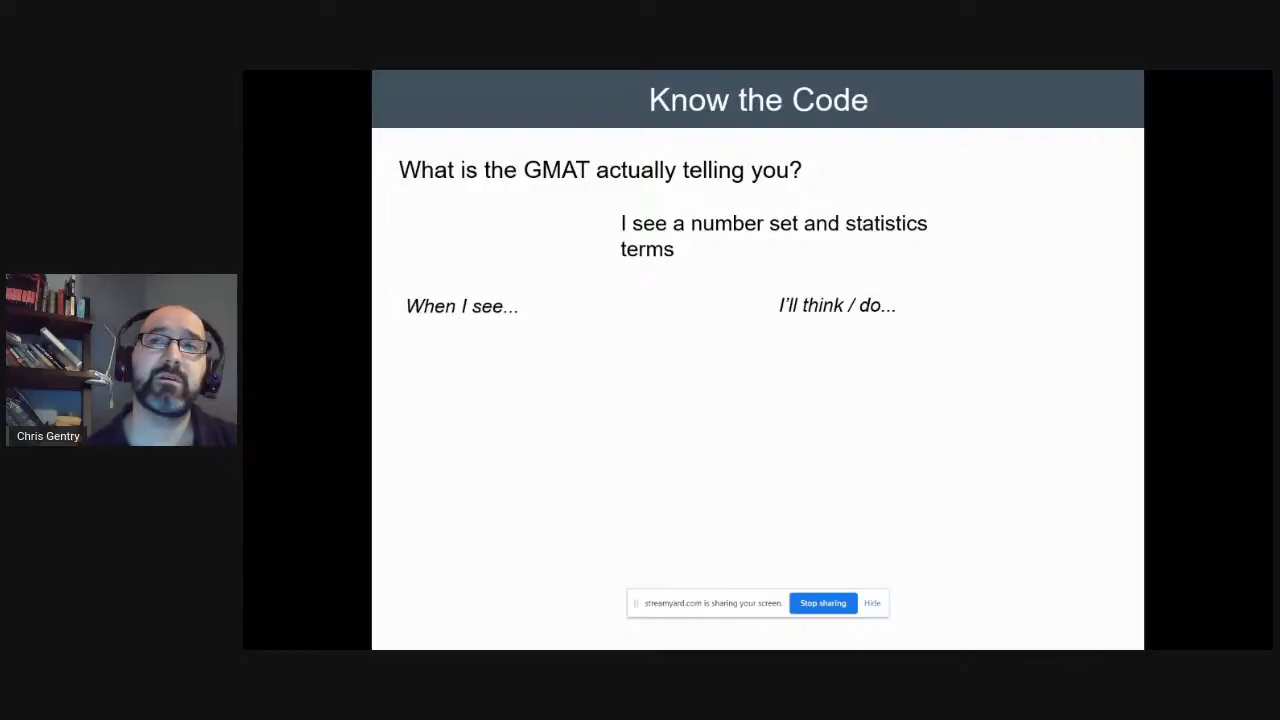 Know the Code
What is the GMAT actually telling you?
I see a number set and statistics
terms
When I see...
I'll think / do...
Chris Gentry
streamyard.com is sharing your screen.
Stop sharing
Hide